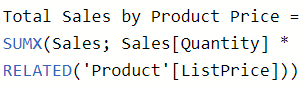 Total Sales by Product Price =
SUMX(Sales; Sales[Quantity] *
RELATED('Product'[ListPrice]))